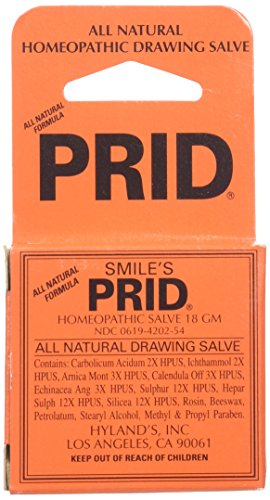 ALL NATURAL
HOMEOPATHIC DRAWING SALVE
ALL NATURAL
FORMULA
PRID®
ALL NATURAL
FORMULA
SMILE'S
PRID®
HOMEOPATHIC SALVE 18 GM
NDC 0619-4202-54
ALL NATURAL DRAWING SALVE
Contains: Carbolicum Acidum 2X HPUS, Ichthammol 2X
HPUS, Arnica Mont 3X HPUS, Calendula Off 3X HPUS,
Echinacea Ang 3X HPUS, Sulphur 12X HPUS, Hepar
Sulph 12X HPUS, Silicea 12X HPUS, Rosin, Beeswax,
Petrolatum, Stearyl Alcohol, Methyl & Propyl Paraben.
HYLAND'S, INC
LOS ANGELES, CA 90061
KEEP OUT OF REACH OF CHILDREN